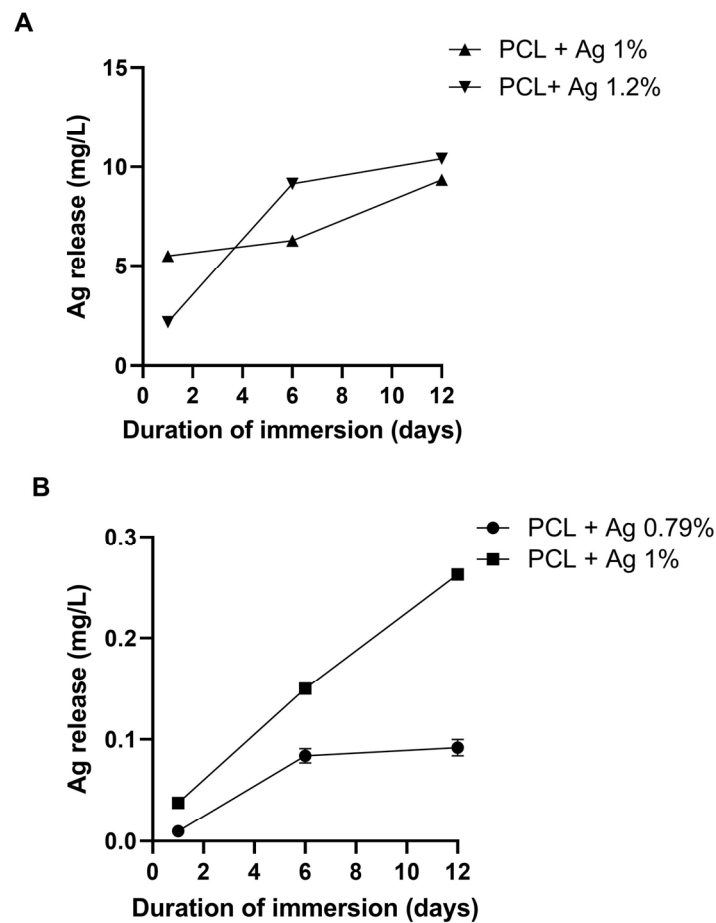 A
PCL + Ag 1%
PCL+ Ag 1.2%
15
10
5
0
Ag release (mg/L)
0 2 4 6 8 10 12
Duration of immersion (days)
B
PCL + Ag 0.79%
PCL + Ag 1%
0.3
0.2
0.1
0.0
Ag release (mg/L)
0 2 4 6 8 10 12
Duration of immersion (days)